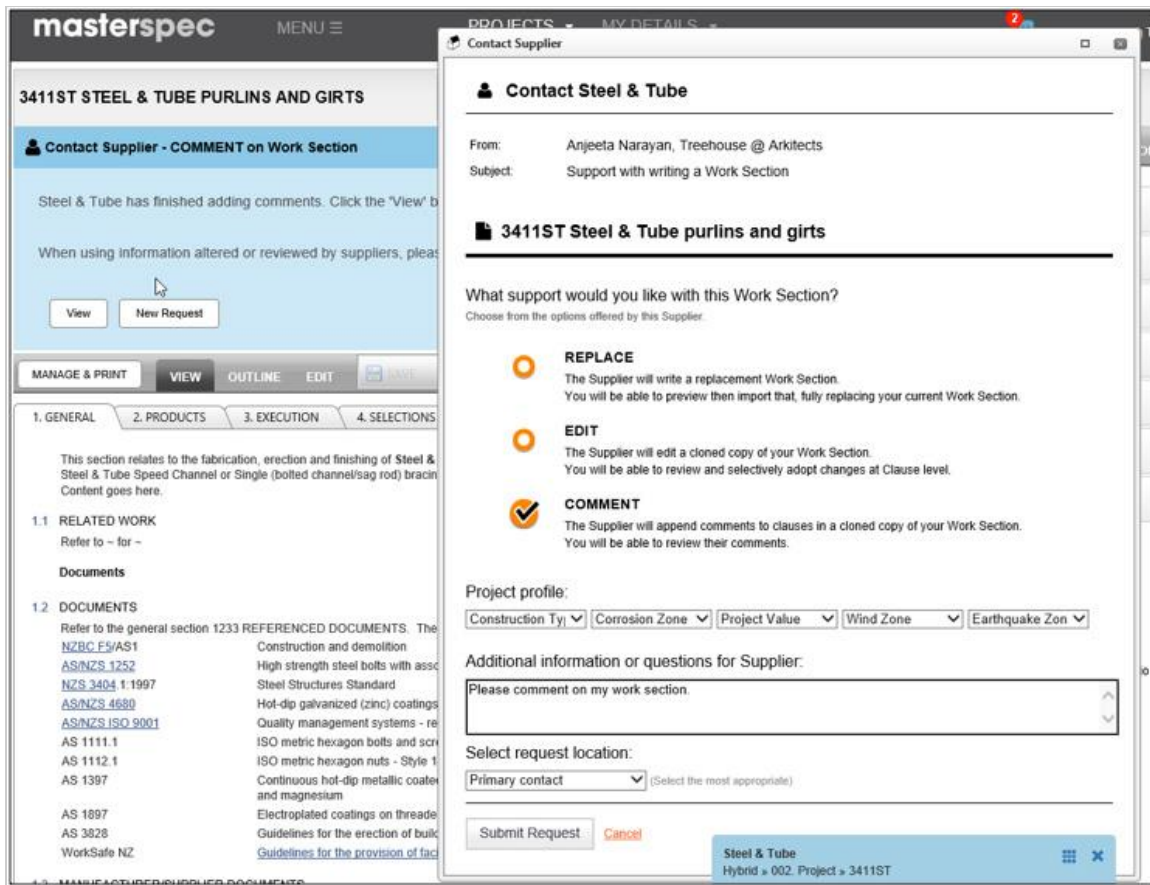 masterspec
MENU
PROJECTS
MY DETAILS
2
3411ST STEEL & TUBE PURLINS AND GIRTS
Contact Supplier - COMMENT on Work Section
Steel & Tube has finished adding comments. Click the 'View' b
When using information altered or reviewed by suppliers, pleas
View
New Request
MANAGE & PRINT
VIEW
OUTLINE
EDIT
SAVE
1. GENERAL
2. PRODUCTS
3. EXECUTION
4. SELECTIONS
This section relates to the fabrication, erection and finishing of Steel &
Steel & Tube Speed Channel or Single (bolted channel/sag rod) bracin
Content goes here.
1.1 RELATED WORK
Refer to ~ for ~
Documents
1.2 DOCUMENTS
Refer to the general section 1233 REFERENCED DOCUMENTS. The
NZBC F5/AS1 Construction and demolition
AS/NZS 1252 High strength steel bolts with asso
NZS 3404.1:1997 Steel Structures Standard
AS/NZS 4680 Hot-dip galvanized (zinc) coatings
AS/NZS ISO 9001 Quality management systems - re
AS 1111.1 ISO metric hexagon bolts and scre
AS 1112.1 ISO metric hexagon nuts - Style 1
AS 1397 Continuous hot-dip metallic coate
and magnesium
AS 1897 Electroplated coatings on threade
AS 3828 Guidelines for the erection of build
WorkSafe NZ Guidelines for the provision of fac
1.3 MANUFACTURER/SUPPLIER DOCUMENTS
Contact Supplier
Contact Steel & Tube
From: Anjeeta Narayan, Treehouse @ Arkitects
Subject: Support with writing a Work Section
3411ST Steel & Tube purlins and girts
What support would you like with this Work Section?
Choose from the options offered by this Supplier.
REPLACE
The Supplier will write a replacement Work Section.
You will be able to preview then import that, fully replacing your current Work Section.
EDIT
The Supplier will edit a cloned copy of your Work Section.
You will be able to review and selectively adopt changes at Clause level.
COMMENT
The Supplier will append comments to clauses in a cloned copy of your Work Section.
You will be able to review their comments.
Project profile:
Construction Ty Corrosion Zone Project Value Wind Zone Earthquake Zon
Additional information or questions for Supplier:
Please comment on my work section.
Select request location:
Primary contact (Select the most appropriate)
Submit Request Cancel
Steel & Tube
Hybrid » 002. Project » 3411ST